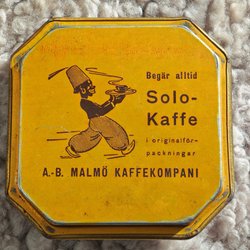 Begär alltid
Solo-
Kaffe
i originalför-
packningar
A.-B. MALMÖ KAFFEKOMPANI